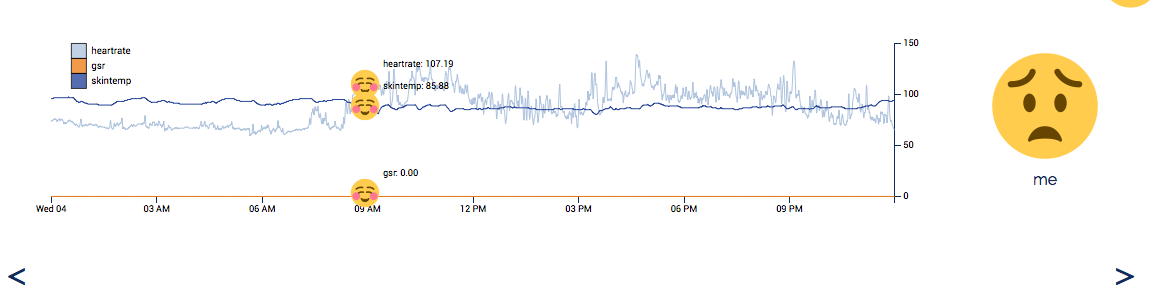 heartrate
gsr
skintemp
heartrate: 107.19
skintemp: 85.88
gsr: 0.00
150
100
50
0
Wed 04 03 AM 06 AM 09 AM 12 PM 03 PM 06 PM 09 PM
me
< >